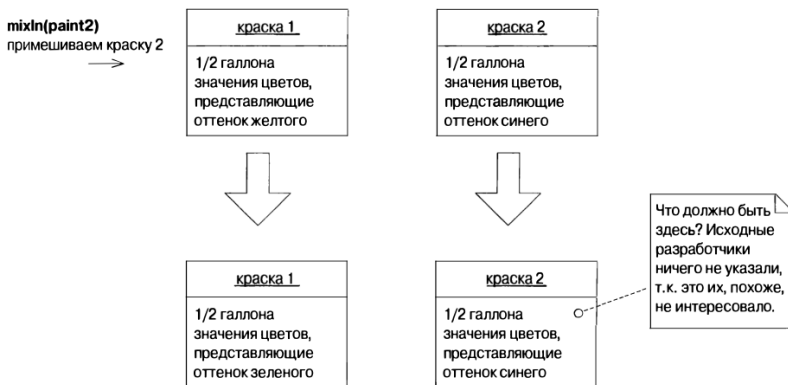 mixIn(paint2)
примешиваем краску 2
краска 1
1/2 галлона
значения цветов,
представляющие
оттенок желтого
краска 2
1/2 галлона
значения цветов,
представляющие
оттенок синего
краска 1
1/2 галлона
значения цветов,
представляющие
оттенок зеленого
краска 2
1/2 галлона
значения цветов,
представляющие
оттенок синего
Что должно быть
здесь? Исходные
разработчики
ничего не указали,
т.к. это их, похоже,
не интересовало.